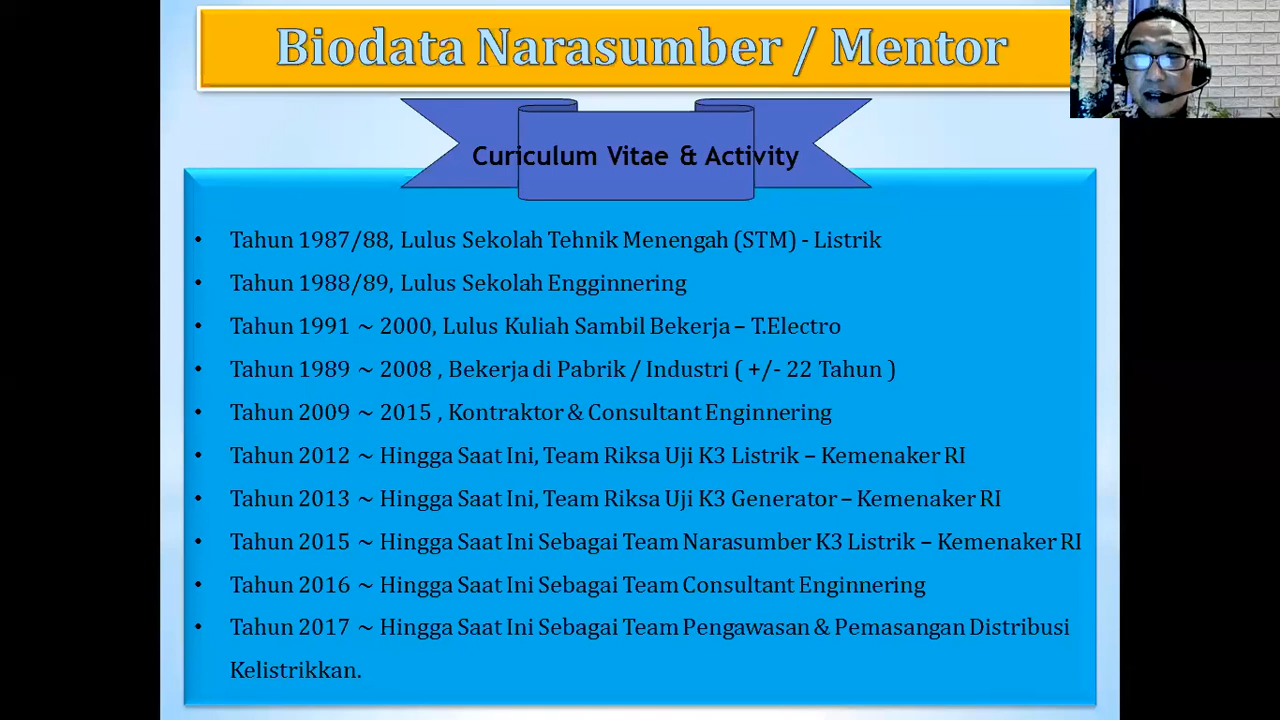 Biodata Narasumber / Mentor
Curiculum Vitae & Activity
• Tahun 1987/88, Lulus Sekolah Tehnik Menengah (STM) - Listrik
• Tahun 1988/89, Lulus Sekolah Engginnering
• Tahun 1991 ~ 2000, Lulus Kuliah Sambil Bekerja – T.Electro
• Tahun 1989 ~ 2008 , Bekerja di Pabrik / Industri ( +/- 22 Tahun )
• Tahun 2009 ~ 2015 , Kontraktor & Consultant Enginnering
• Tahun 2012 ~ Hingga Saat Ini, Team Riksa Uji K3 Listrik – Kemenaker RI
• Tahun 2013 ~ Hingga Saat Ini, Team Riksa Uji K3 Generator – Kemenaker RI
• Tahun 2015 ~ Hingga Saat Ini Sebagai Team Narasumber K3 Listrik – Kemenaker RI
• Tahun 2016 ~ Hingga Saat Ini Sebagai Team Consultant Enginnering
• Tahun 2017 ~ Hingga Saat Ini Sebagai Team Pengawasan & Pemasangan Distribusi
Kelistrikkan.